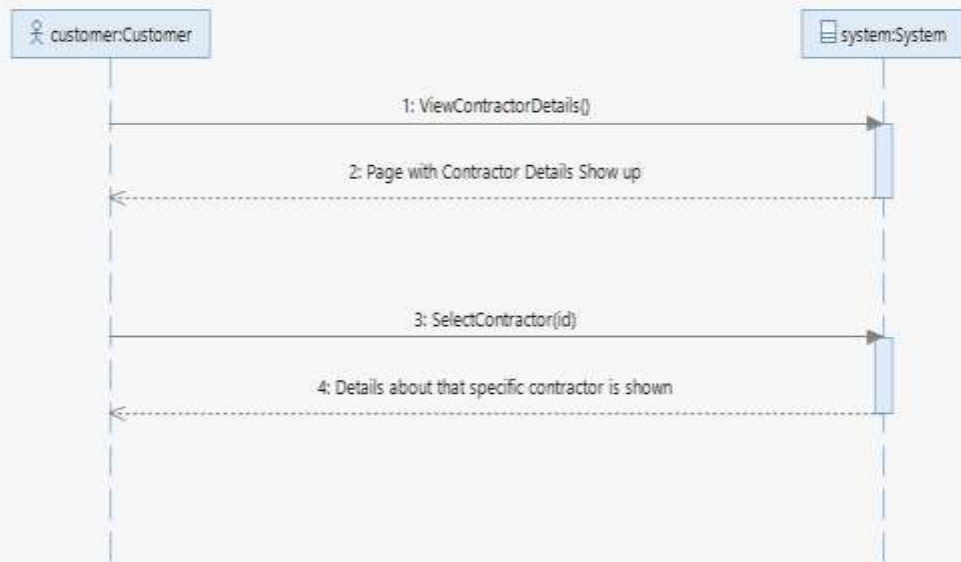 customer:Customer
system:System
1: ViewContractorDetails()
2: Page with Contractor Details Show up
3: SelectContractor(id)
4: Details about that specific contractor is shown